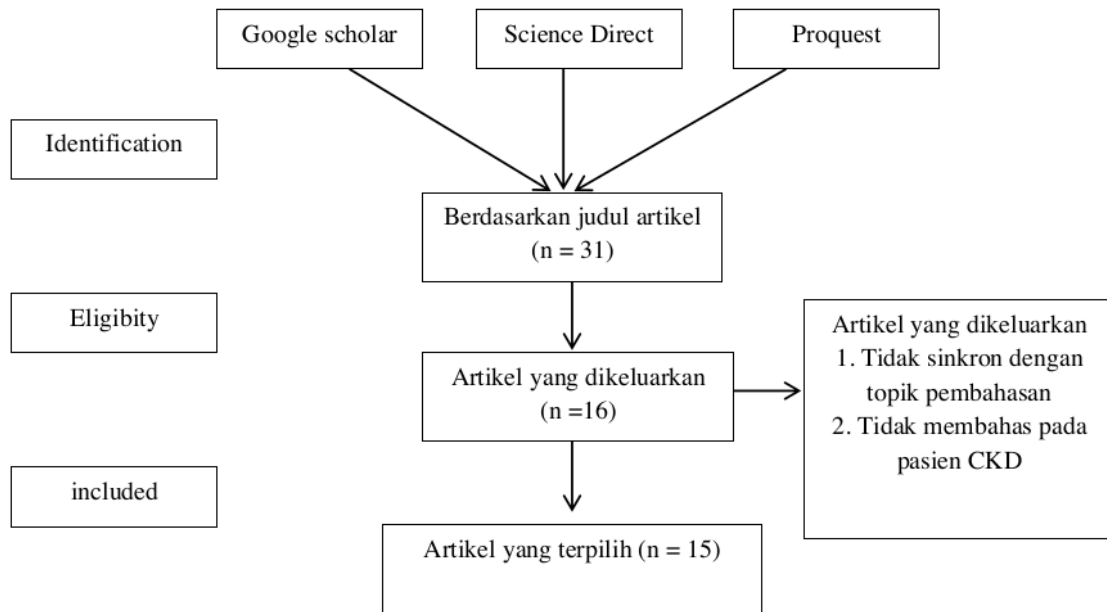 Google scholar
Science Direct
Proquest
Identification
Berdasarkan judul artikel
(n = 31)
Eligibity
Artikel yang dikeluarkan
(n =16)
Artikel yang dikeluarkan
1. Tidak sinkron dengan
topik pembahasan
2. Tidak membahas pada
pasien CKD
included
Artikel yang terpilih (n = 15)